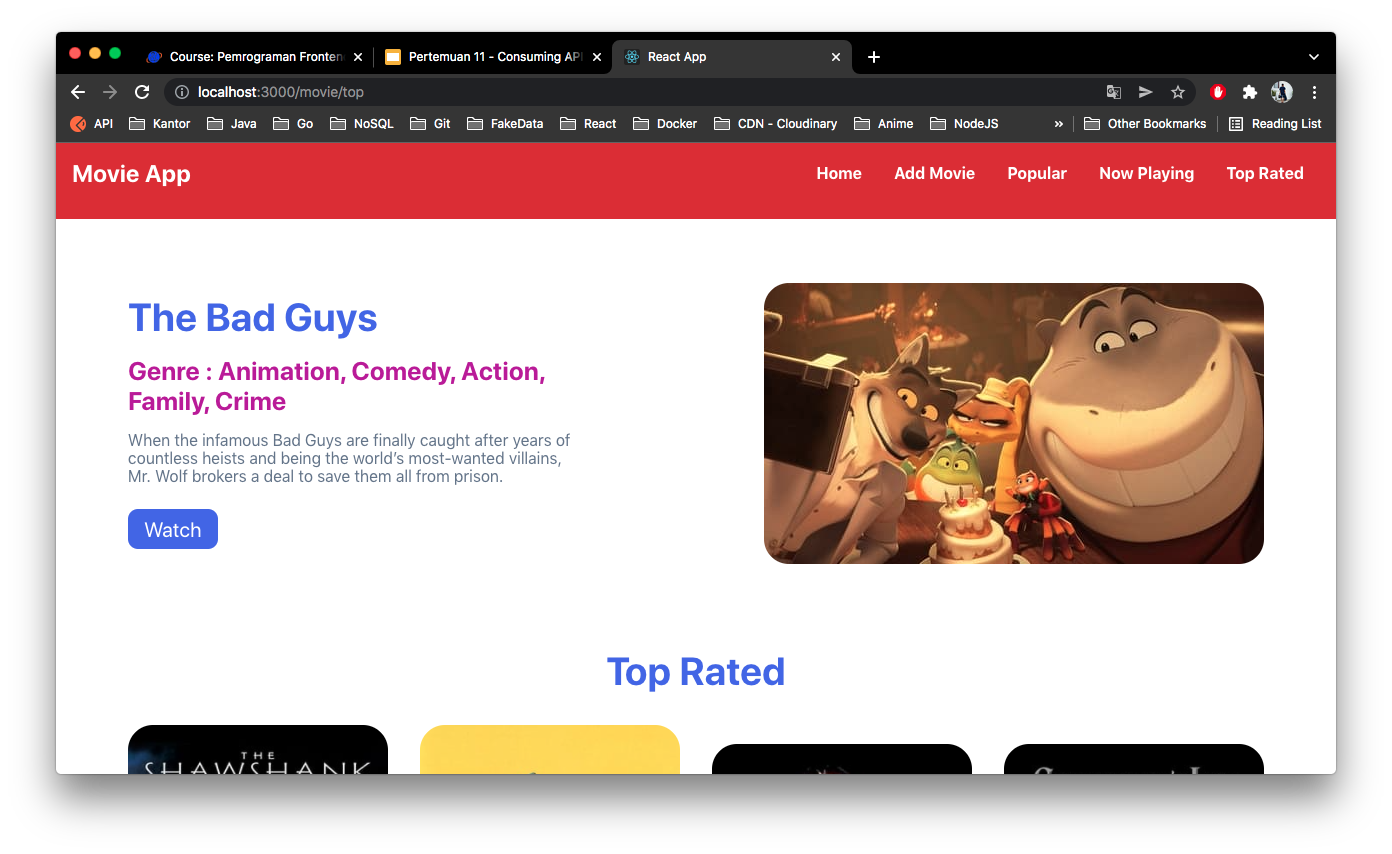 Course: Pemrograman Fronten
Pertemuan 11 - Consuming AP
React App
localhost:3000/movie/top
API Kantor Java Go NoSQL Git FakeData React Docker CDN - Cloudinary Anime NodeJS » Other Bookmarks Reading List
Movie App
Home Add Movie Popular Now Playing Top Rated
The Bad Guys
Genre : Animation, Comedy, Action,
Family, Crime
When the infamous Bad Guys are finally caught after years of
countless heists and being the world’s most-wanted villains,
Mr. Wolf brokers a deal to save them all from prison.
Watch
Top Rated
THE
SHAWSHANK